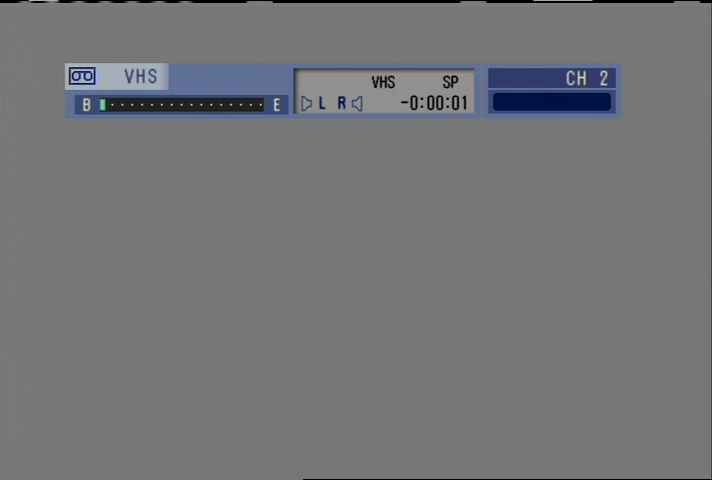 VHS
B E
VHS SP
L R -0:00:01
CH 2